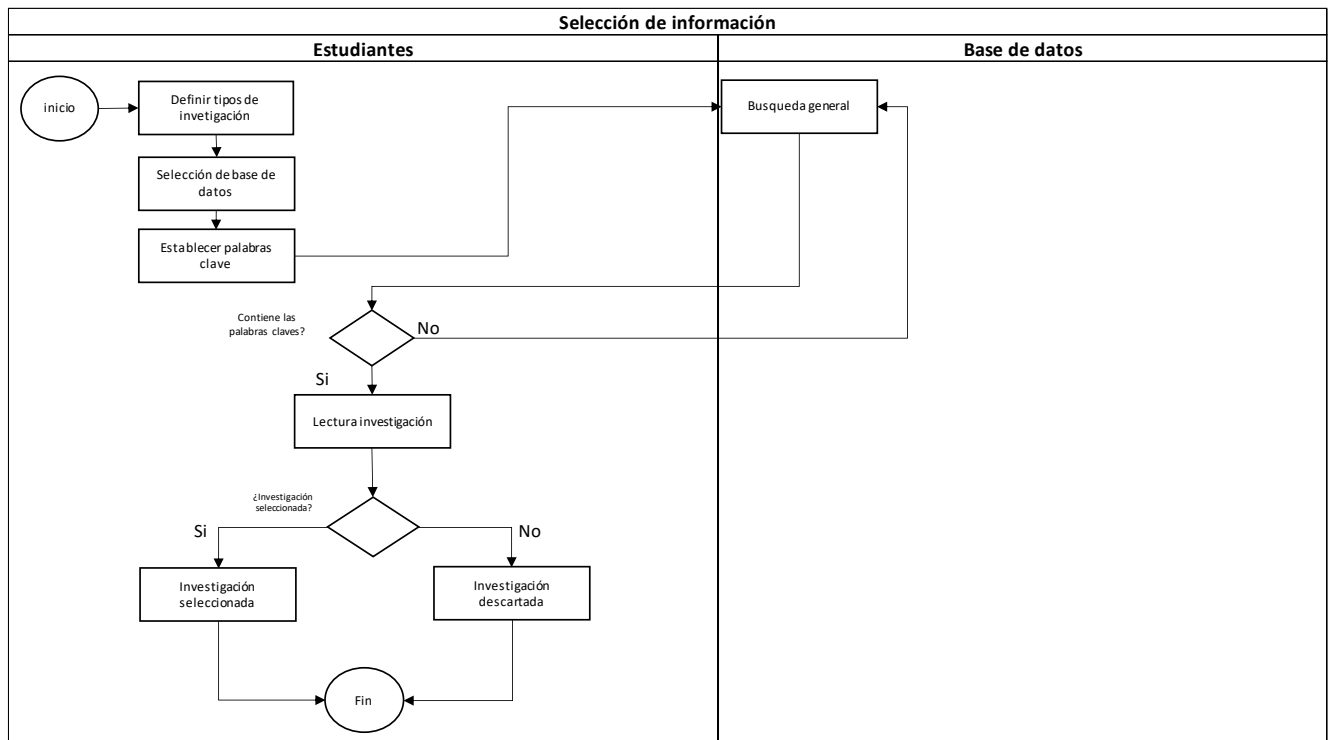 Selección de información
Estudiantes
Base de datos
inicio
Definir tipos de
invetigación
Busqueda general
Selección de base de
datos
Establecer palabras
clave
Contiene las
palabras claves?
No
Si
Lectura investigación
¿Investigación
seleccionada?
Si
No
Investigación
seleccionada
Investigación
descartada
Fin